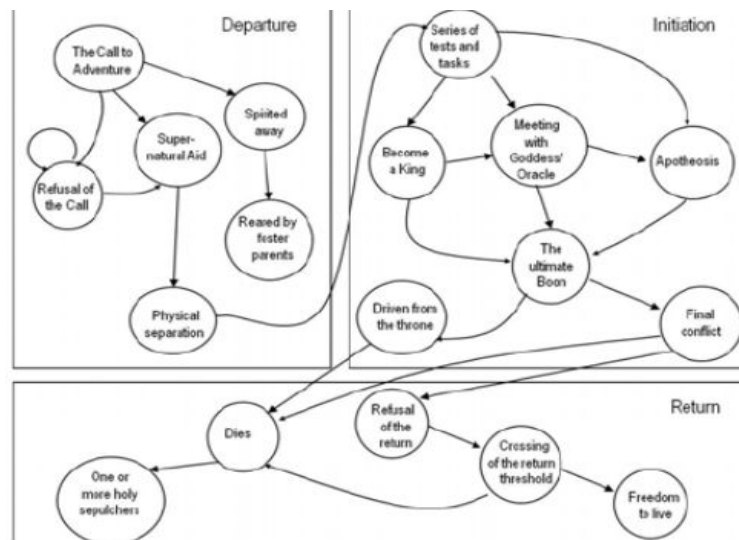 Departure
The Call to
Adventure
Spirited
away
Super-
natural Aid
Refusal of
the Call
Reared by
fester
parents
Physical
separation
Initiation
Series of
tests and
tasks
Become
a King
Meeting
with
Goddess/
Oracle
Apotheosis
The
ultimate
Boon
Driven from
the throne
Final
conflict
Return
Dies
Refusal
of the
return
Crossing
of the return
threshold
One or
more holy
sepulchers
Freedom
to live